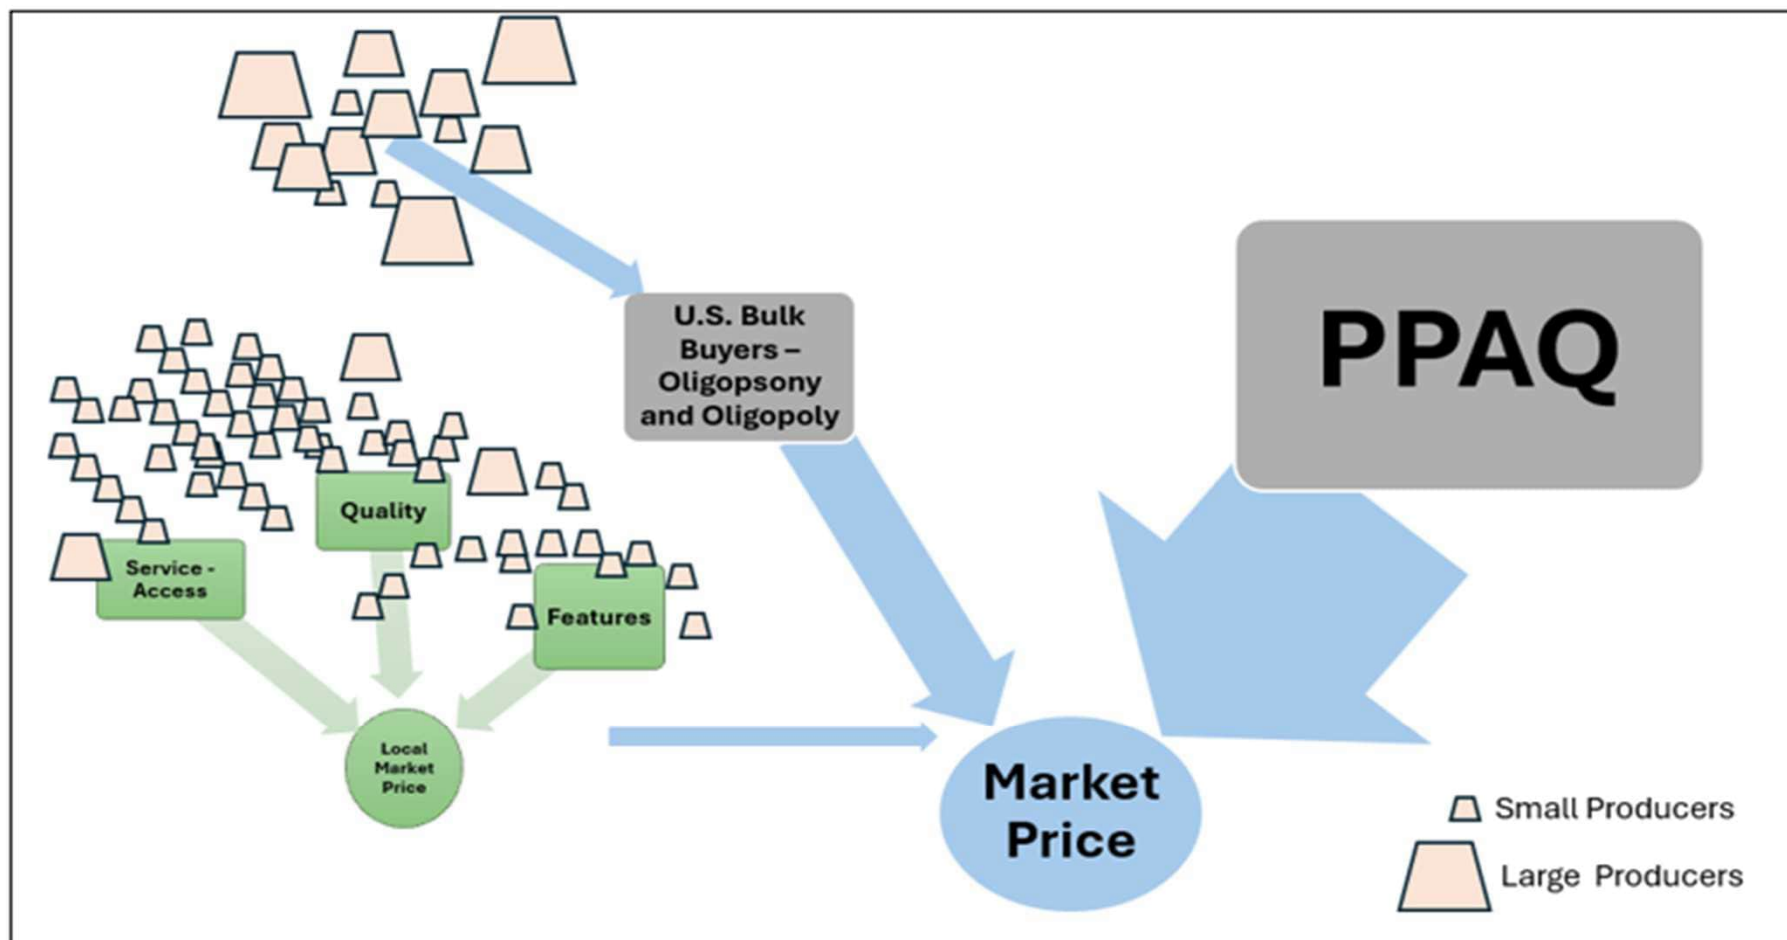 U.S. Bulk
Buyers –
Oligopsony
and Oligopoly
PPAQ
Quality
Service -
Access
Features
Local
Market
Price
Market
Price
Small Producers
Large Producers